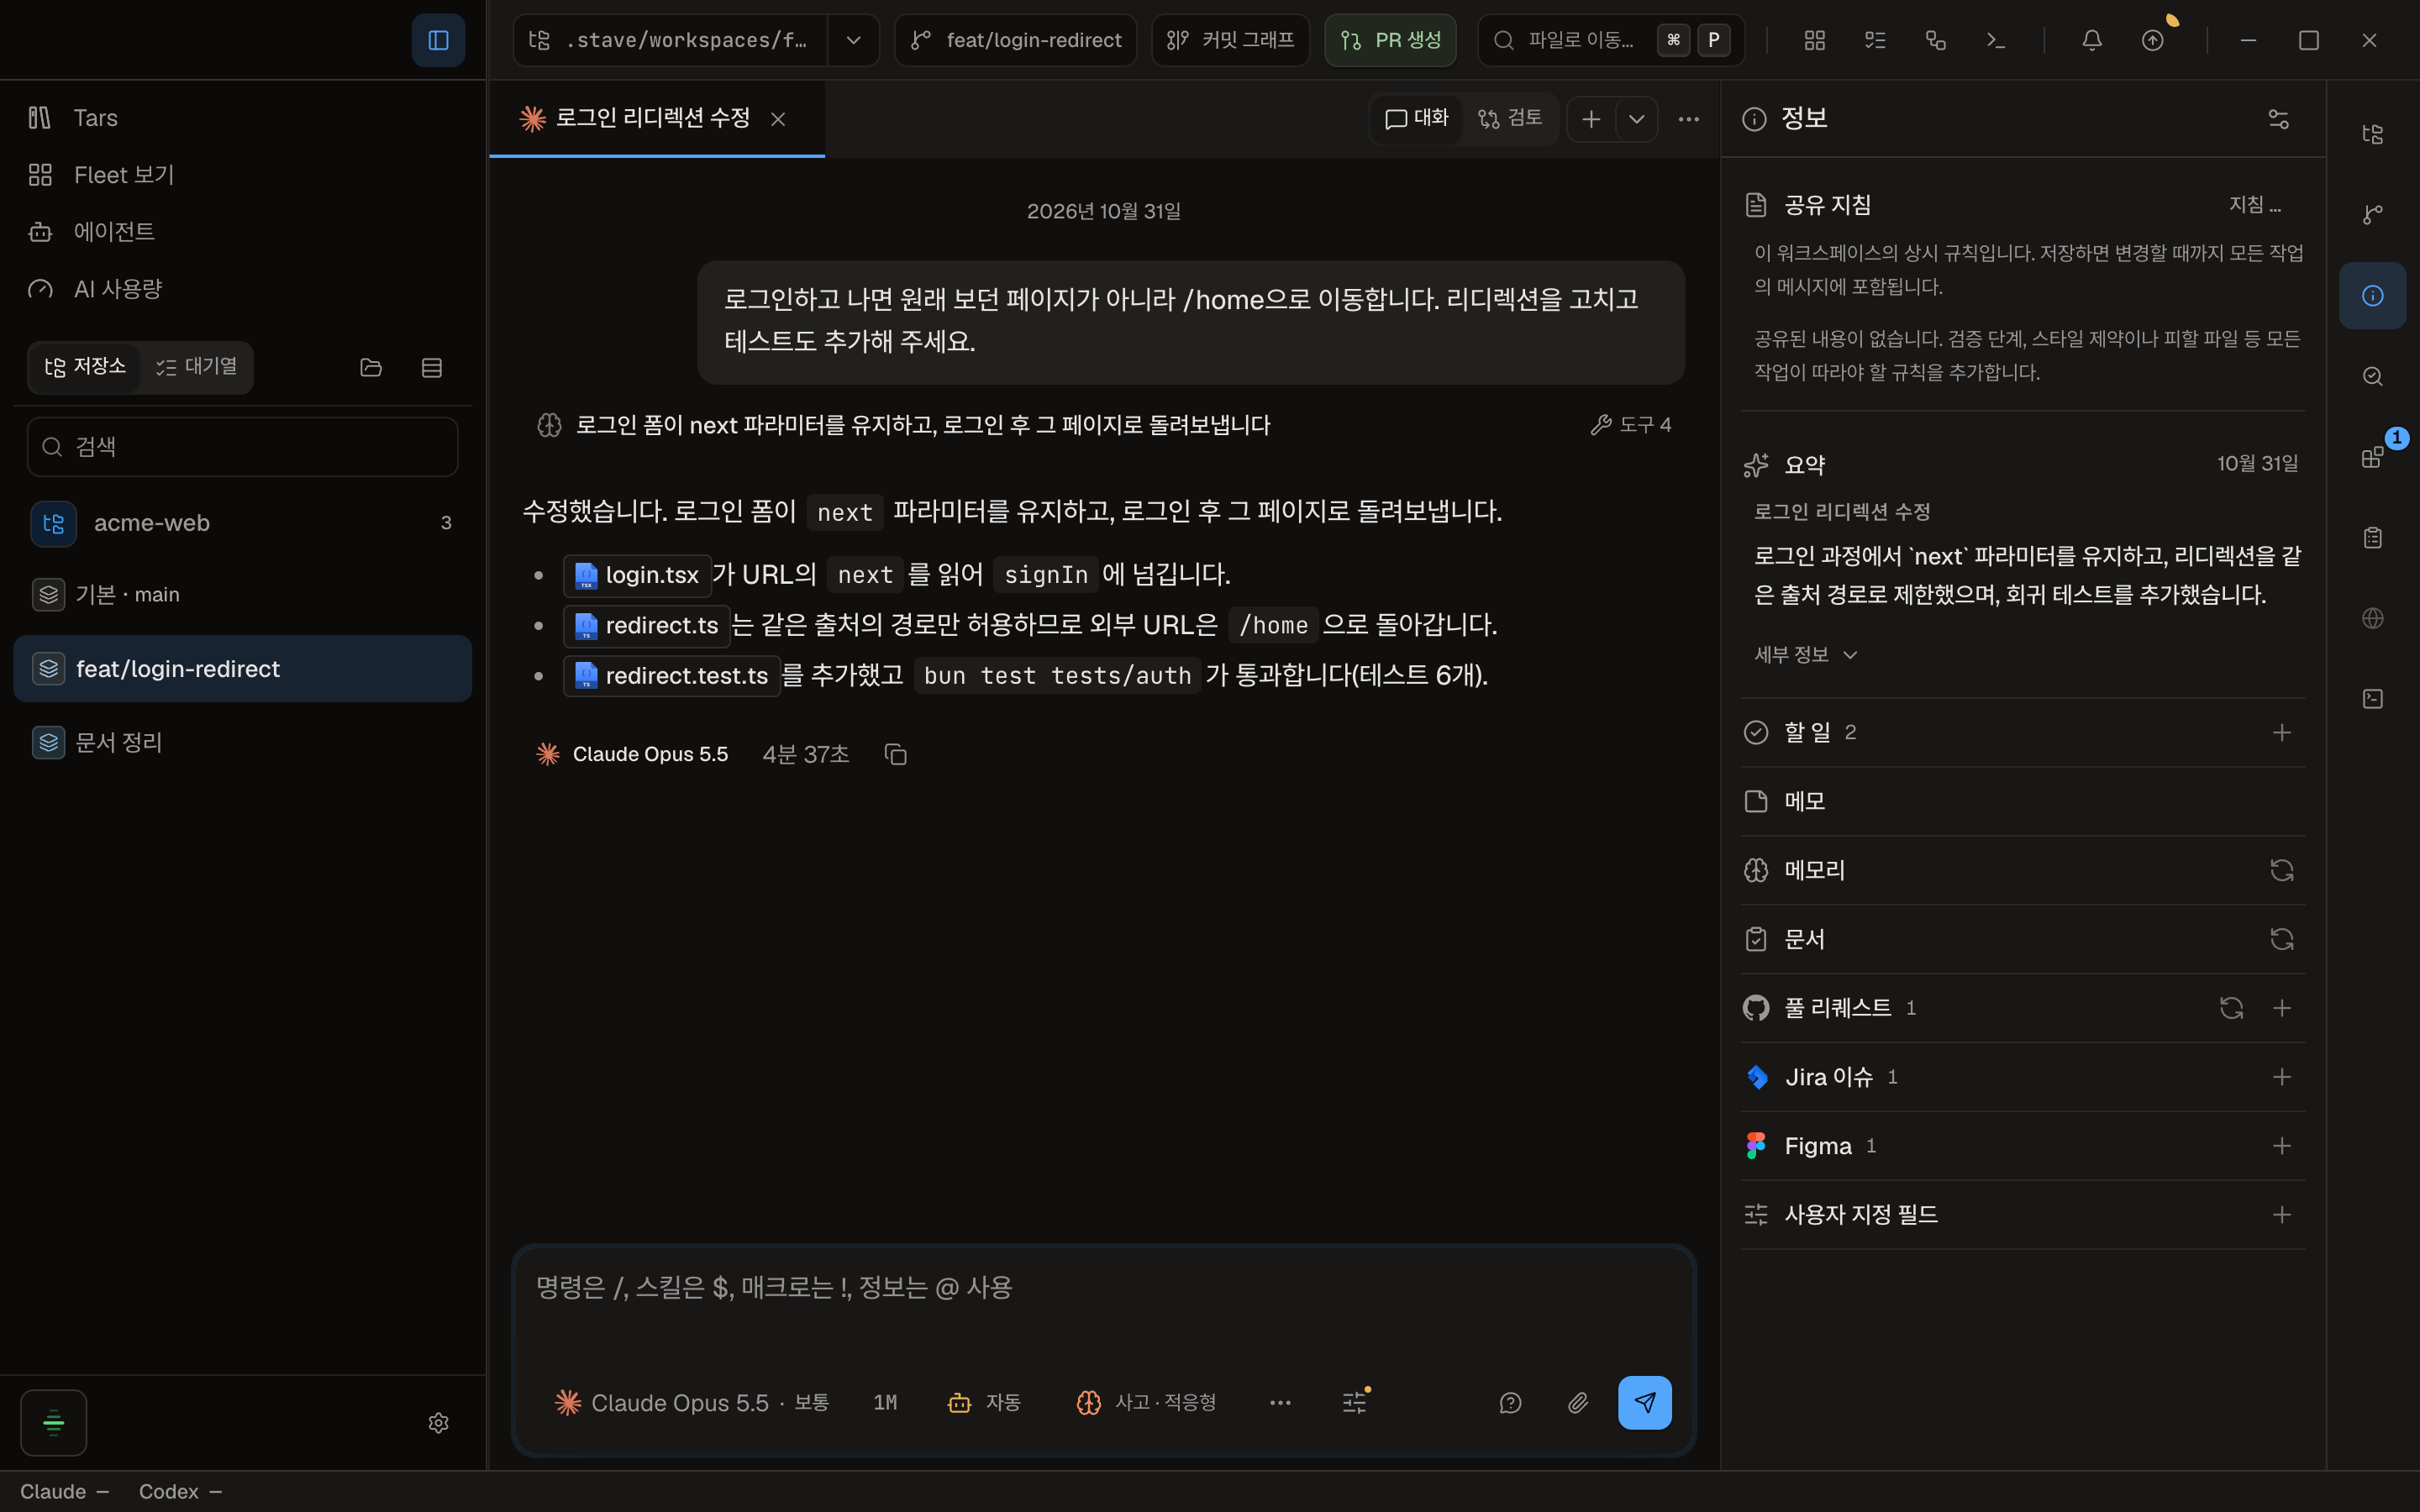 .stave/workspaces/f...
feat/login-redirect
커밋 그래프
PR 생성
파일로 이동...
⌘ P
Tars
Fleet 보기
에이전트
AI 사용량
저장소
대기열
검색
acme-web
3
기본 · main
feat/login-redirect
문서 정리
로그인 리디렉션 수정
대화
검토
2026년 10월 31일
로그인하고 나면 원래 보던 페이지가 아니라 /home으로 이동합니다. 리디렉션을 고치고
테스트도 추가해 주세요.
로그인 폼이 next 파라미터를 유지하고, 로그인 후 그 페이지로 돌려보냅니다
도구 4
수정했습니다. 로그인 폼이 next 파라미터를 유지하고, 로그인 후 그 페이지로 돌려보냅니다.
login.tsx가 URL의 next 를 읽어 signIn 에 넘깁니다.
redirect.ts는 같은 출처의 경로만 허용하므로 외부 URL은 /home 으로 돌아갑니다.
redirect.test.ts를 추가했고 bun test tests/auth 가 통과합니다(테스트 6개).
Claude Opus 5.5
4분 37초
명령은 /, 스킬은 $, 매크로는 !, 정보는 @ 사용
Claude Opus 5.5 · 보통
1M
자동
사고 · 적응형
정보
공유 지침
지침 ...
이 워크스페이스의 상시 규칙입니다. 저장하면 변경할 때까지 모든 작업
의 메시지에 포함됩니다.
공유된 내용이 없습니다. 검증 단계, 스타일 제약이나 피할 파일 등 모든
작업이 따라야 할 규칙을 추가합니다.
요약
10월 31일
로그인 리디렉션 수정
로그인 과정에서 `next` 파라미터를 유지하고, 리디렉션을 같
은 출처 경로로 제한했으며, 회귀 테스트를 추가했습니다.
세부 정보
할 일 2
메모
메모리
문서
풀 리퀘스트 1
Jira 이슈 1
Figma 1
사용자 지정 필드
1
Claude —
Codex —